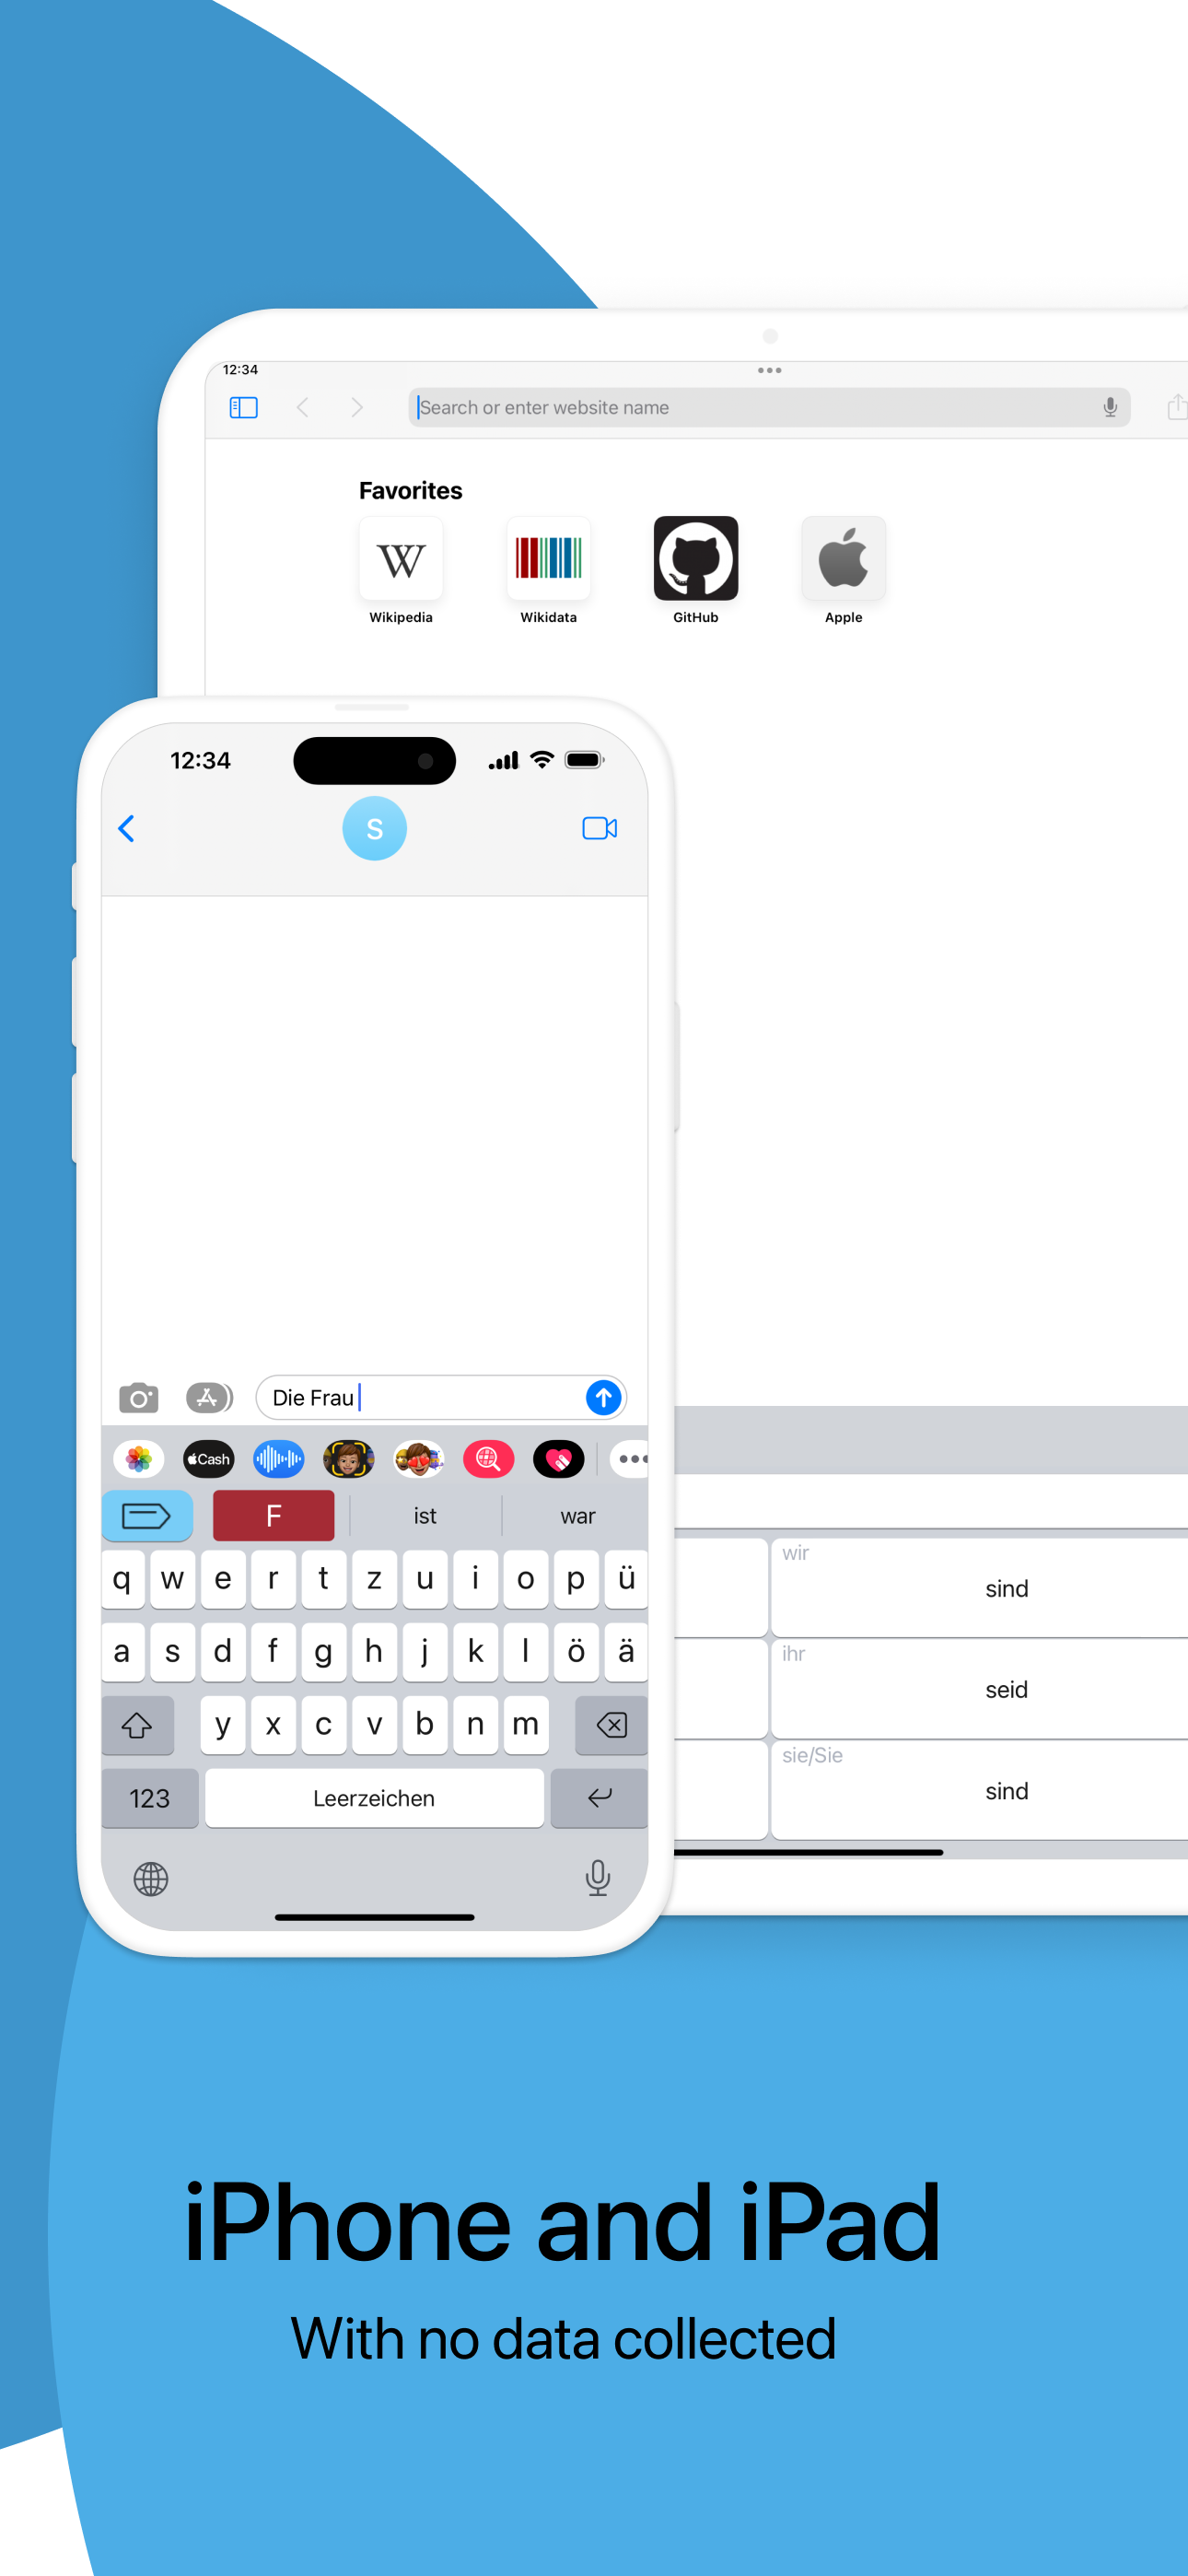 12:34
Search or enter website name
Favorites
W
Wikipedia
Wikidata
GitHub
Apple
12:34
S
Die Frau
Cash
F
ist
war
q w e r t z u i o p ü
a s d f g h j k l ö ä
y x c v b n m
123
Leerzeichen
wir
sind
ihr
seid
sie/Sie
sind
iPhone and iPad
With no data collected